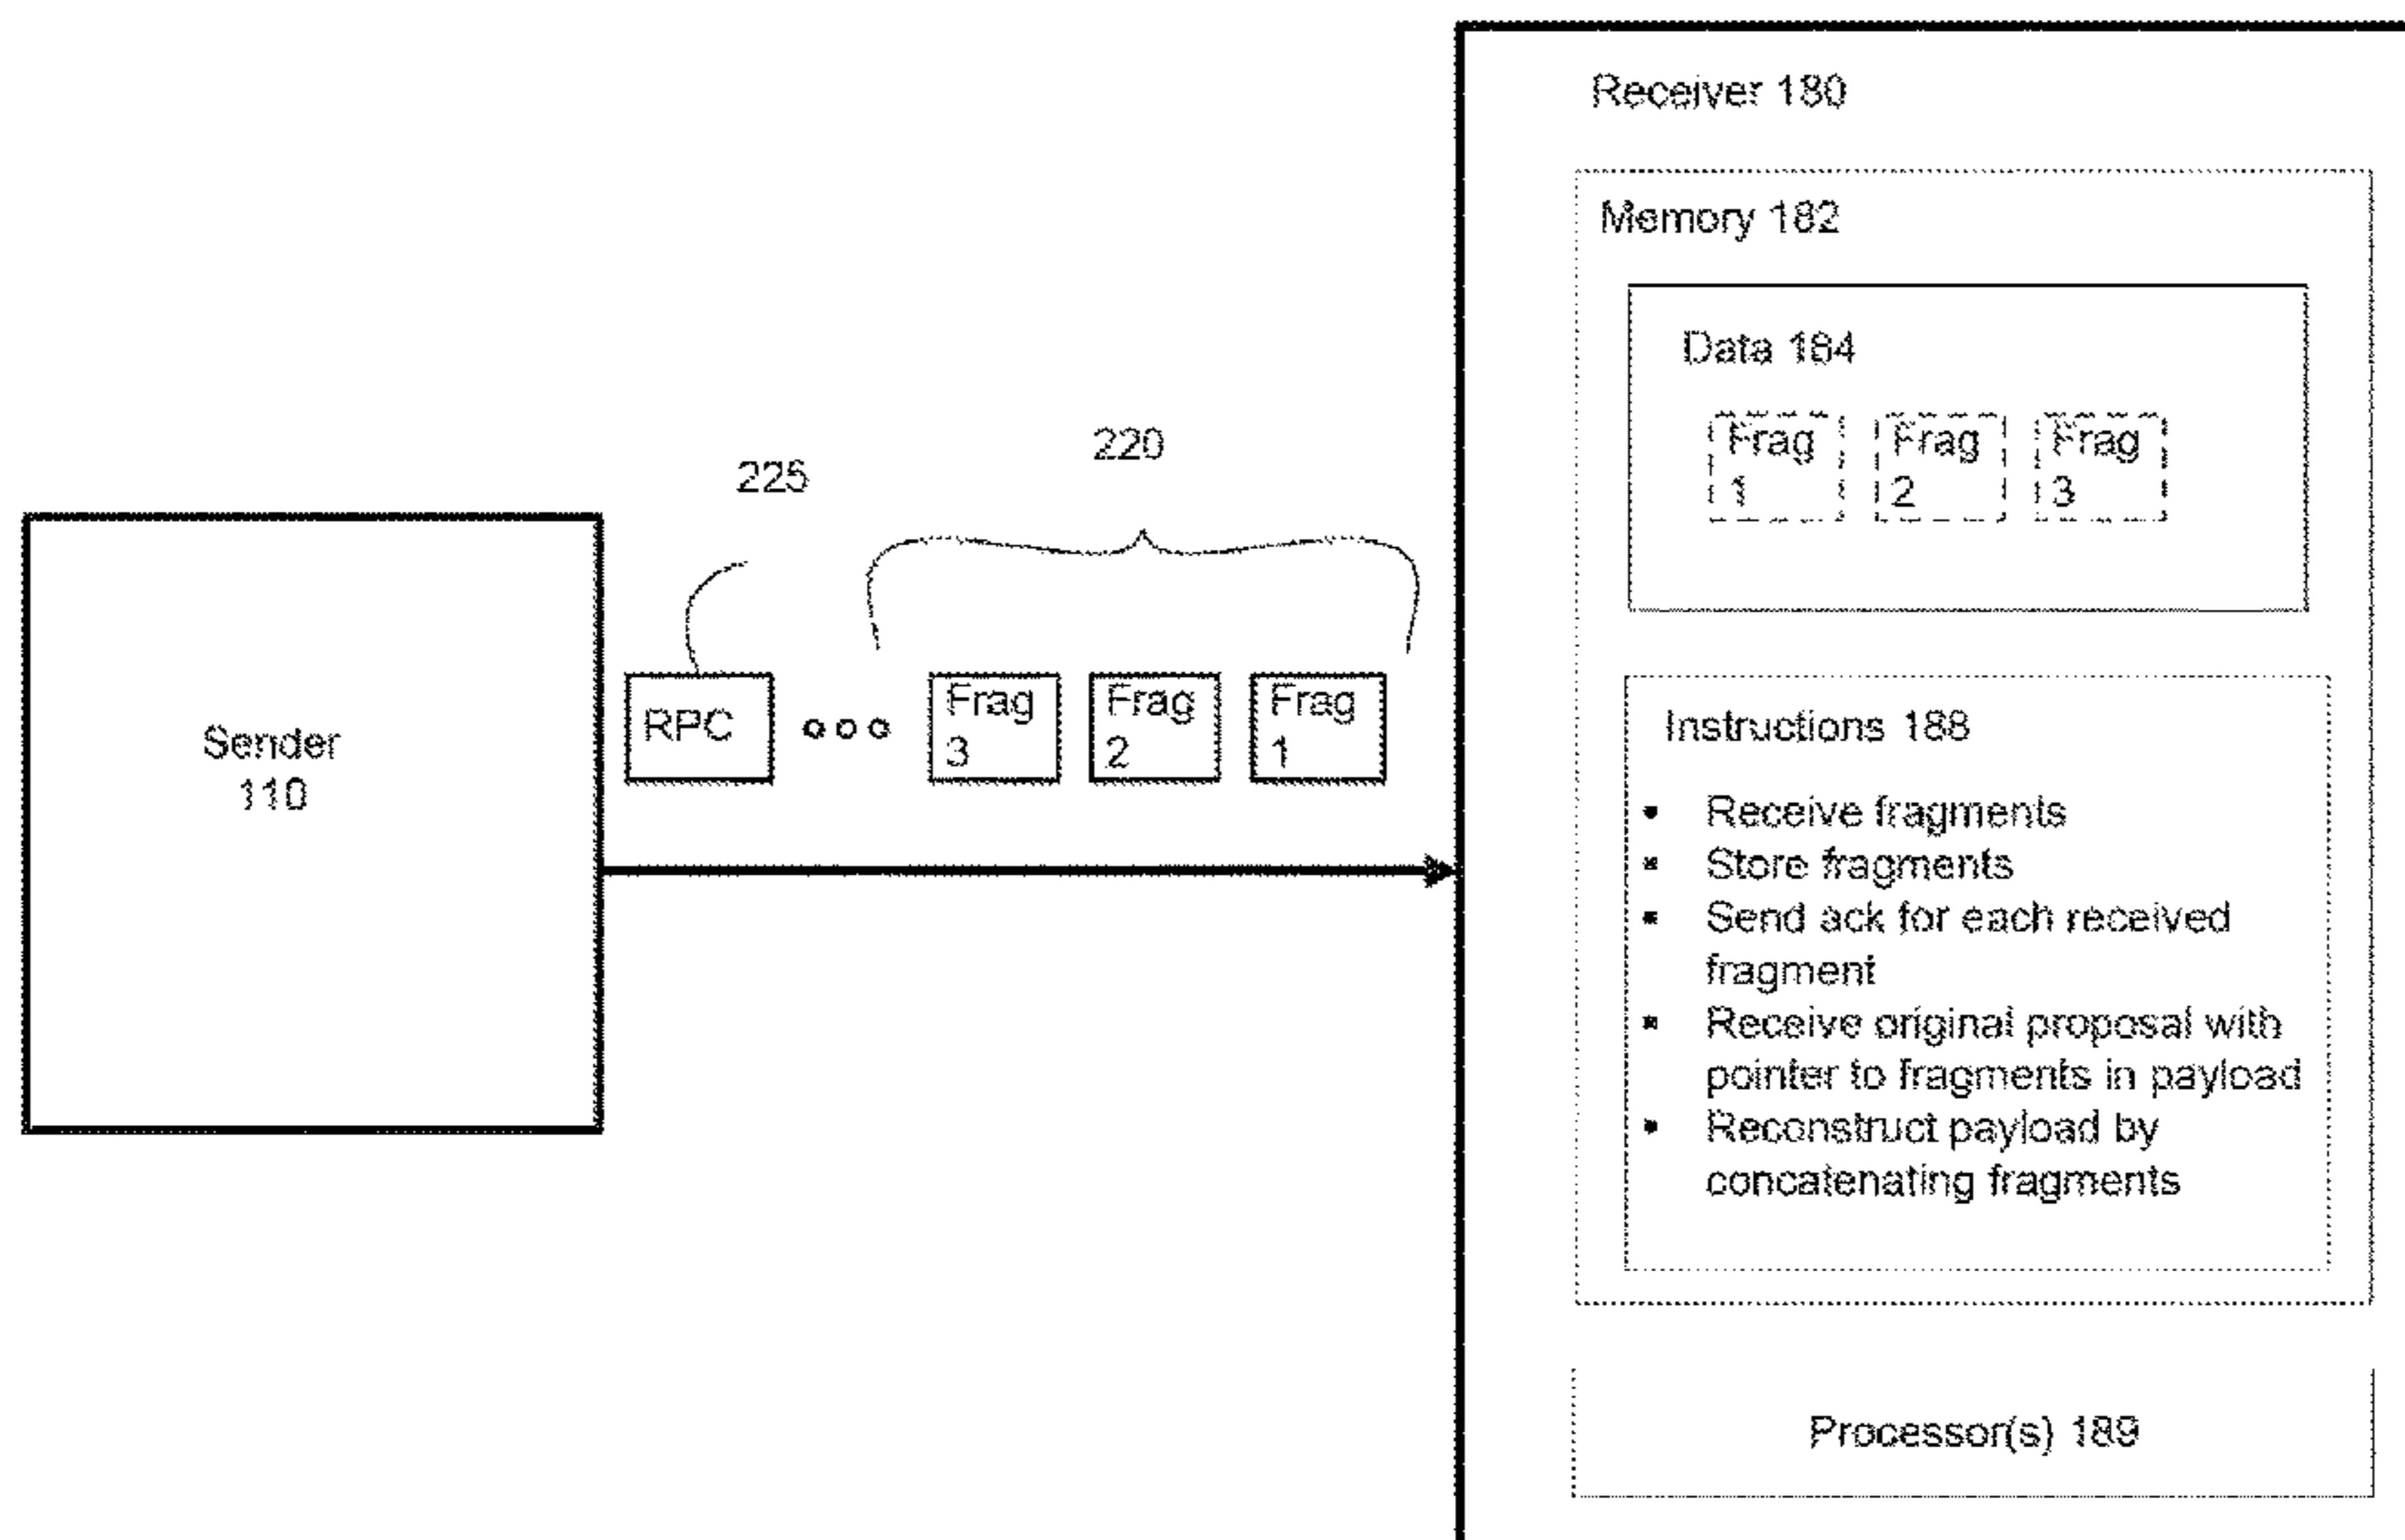 Receiver 180
Memory 182
Data 184
Frag Frag Frag
1 2 3
220
225
RPC Frag Frag Frag
3 2 1
Sender
110
Instructions 188
• Receive fragments
• Store fragments
• Send ack for each received
fragment
• Receive original proposal with
pointer to fragments in payload
• Reconstruct payload by
concatenating fragments
Processor(s) 189